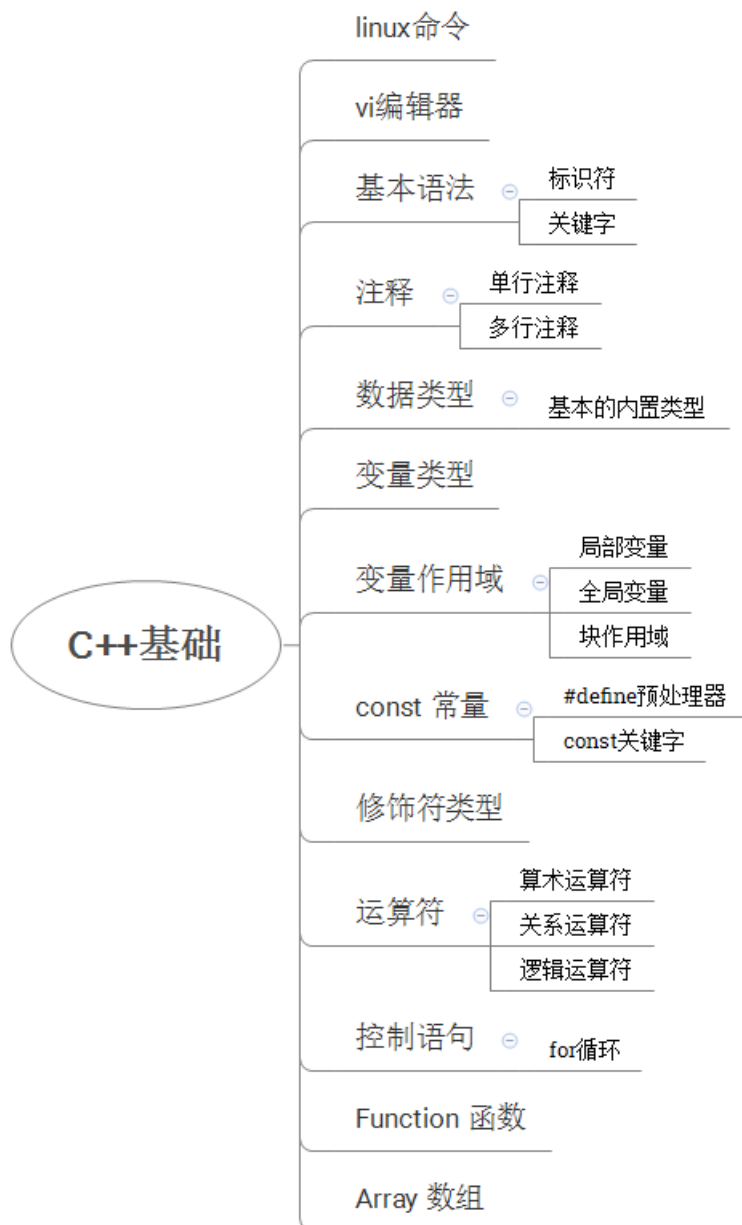 linux命令
vi编辑器
基本语法
标识符
关键字
注释
单行注释
多行注释
数据类型
基本的内置类型
变量类型
变量作用域
局部变量
全局变量
块作用域
C++基础
const 常量
#define预处理器
const关键字
修饰符类型
运算符
算术运算符
关系运算符
逻辑运算符
控制语句
for循环
Function 函数
Array 数组